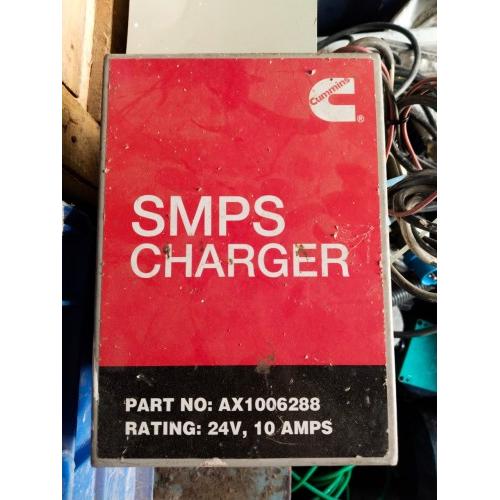 Cummins
®
SMPS
CHARGER
PART NO: AX1006288
RATING: 24V, 10 AMPS